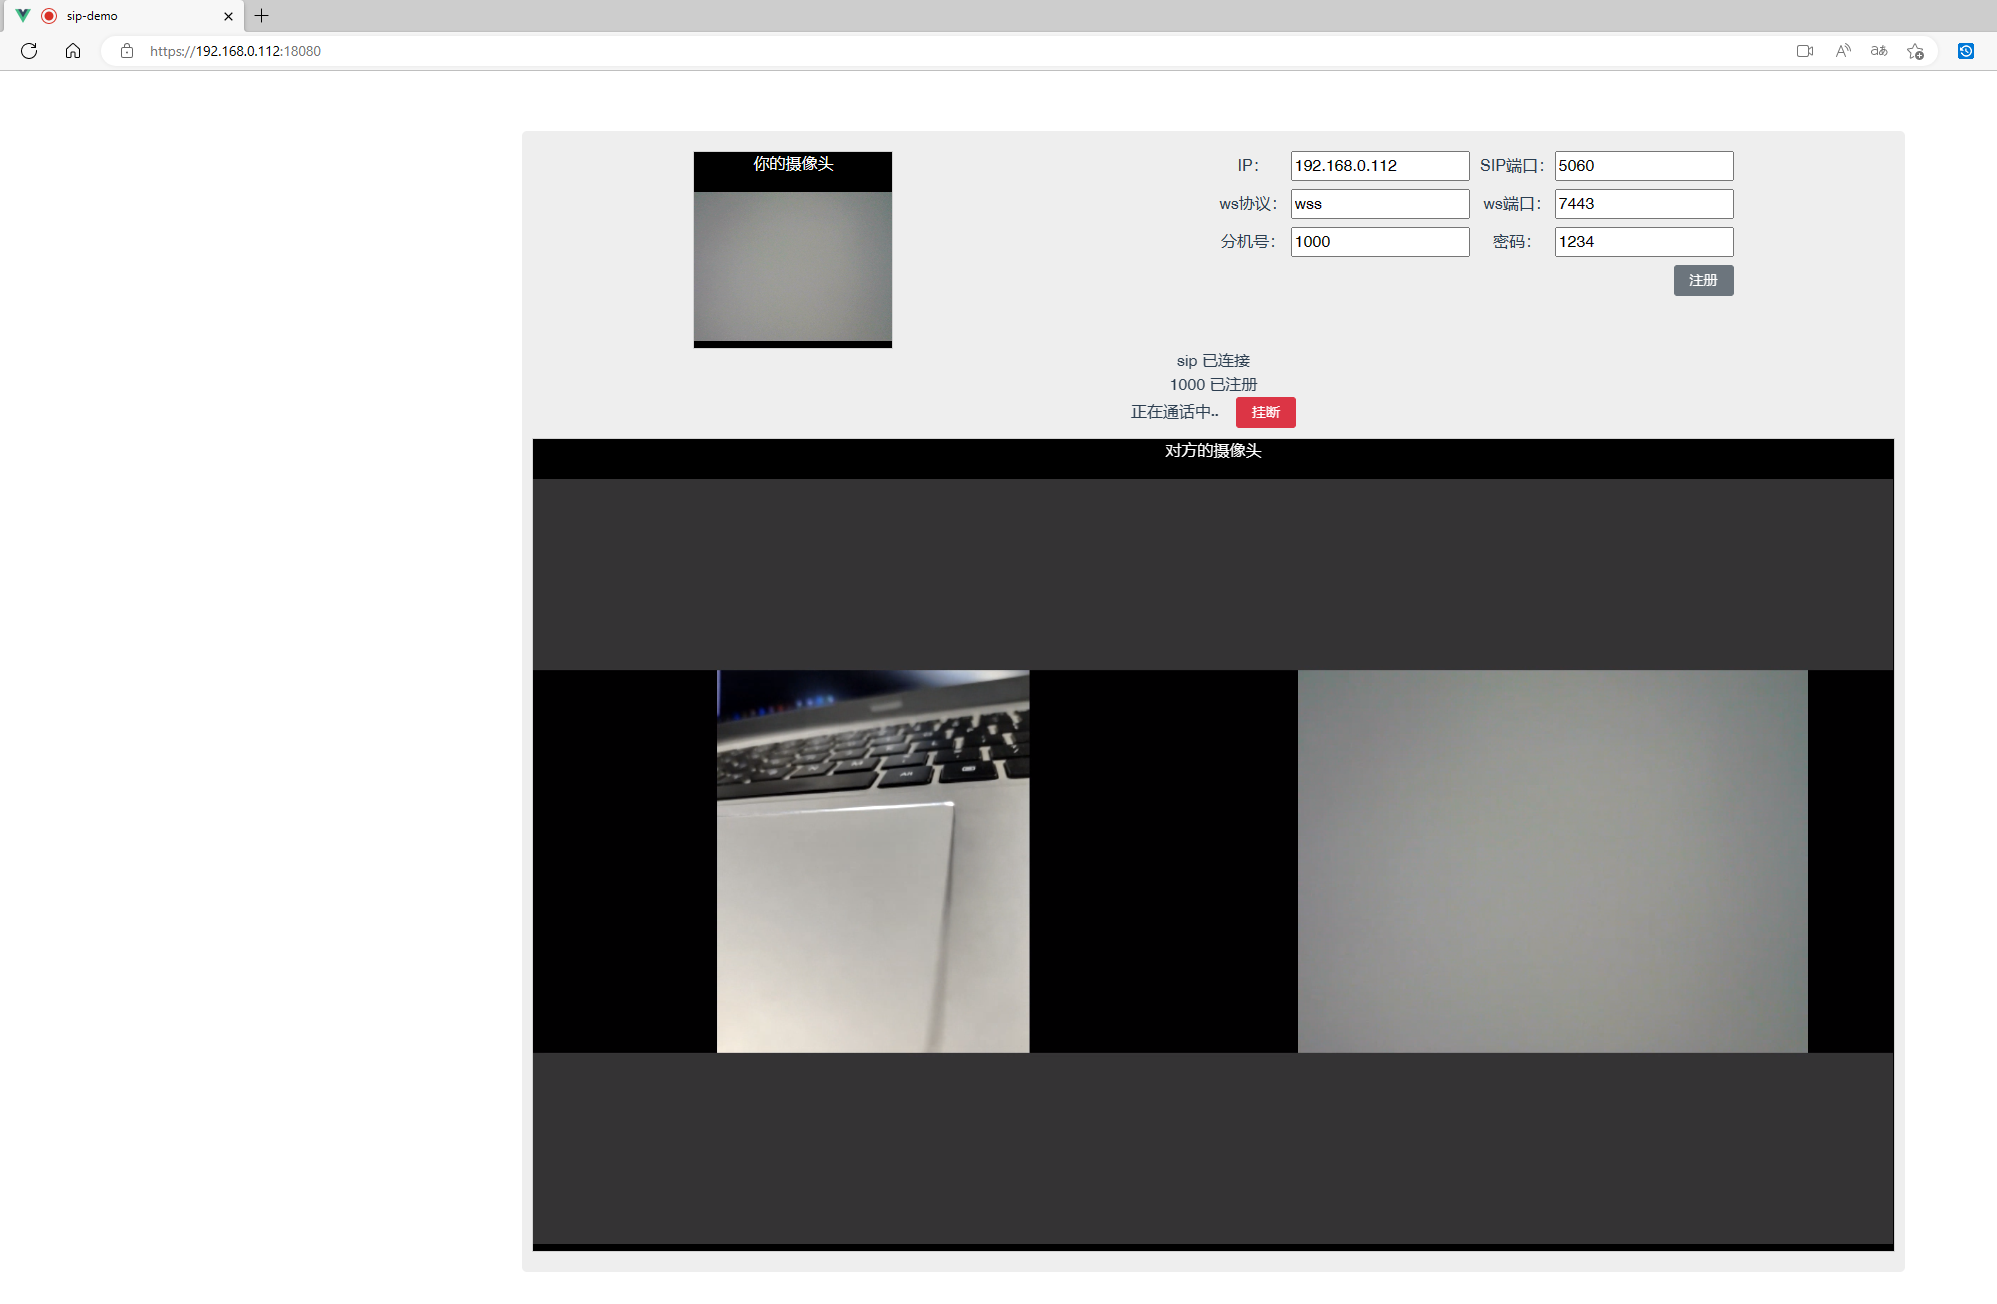 sip-demo
https://192.168.0.112:18080
你的摄像头
IP： 192.168.0.112 SIP端口： 5060
ws协议： wss ws端口： 7443
分机号： 1000 密码： 1234
注册
sip 已连接
1000 已注册
正在通话中.. 挂断
对方的摄像头